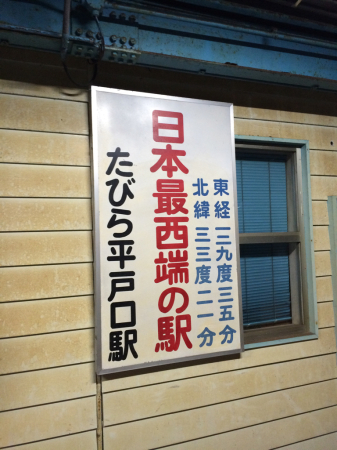 東経一二九度三五分
北緯三三度二一分
日本最西端の駅
たびら平戸口駅